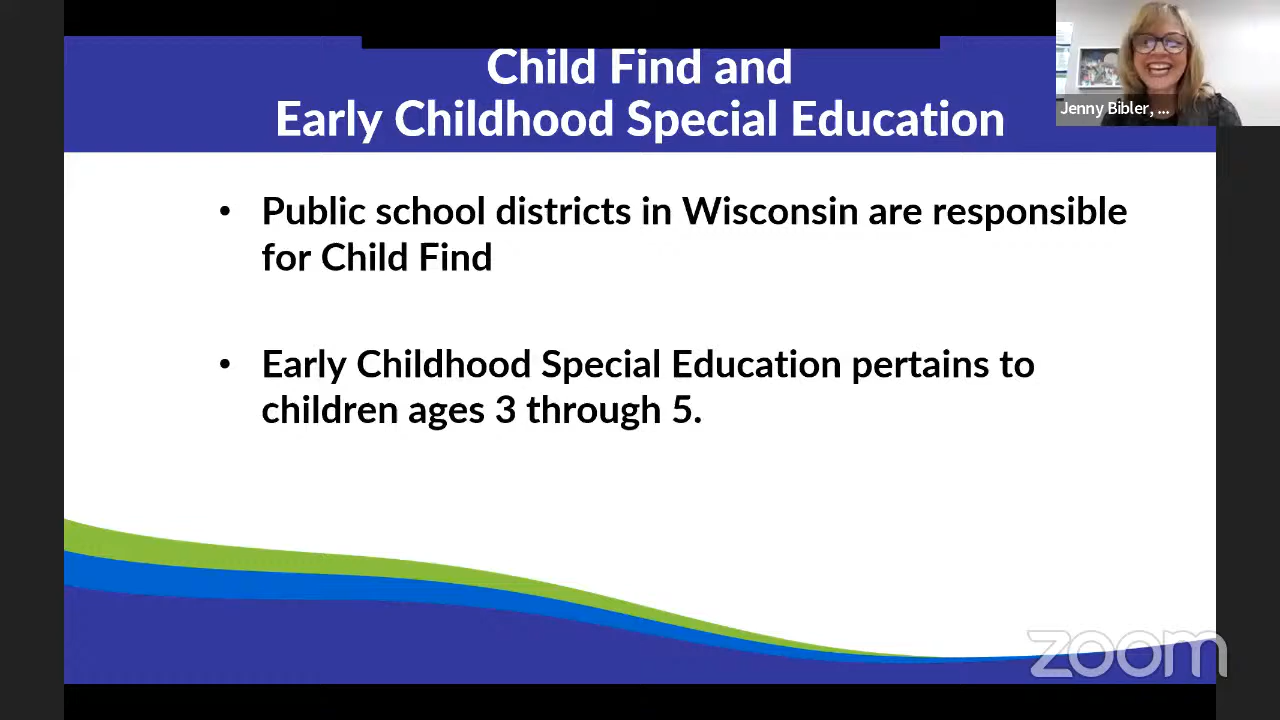 Child Find and
Early Childhood Special Education
Jenny Bibler, ...
• Public school districts in Wisconsin are responsible
for Child Find
• Early Childhood Special Education pertains to
children ages 3 through 5.
zoom